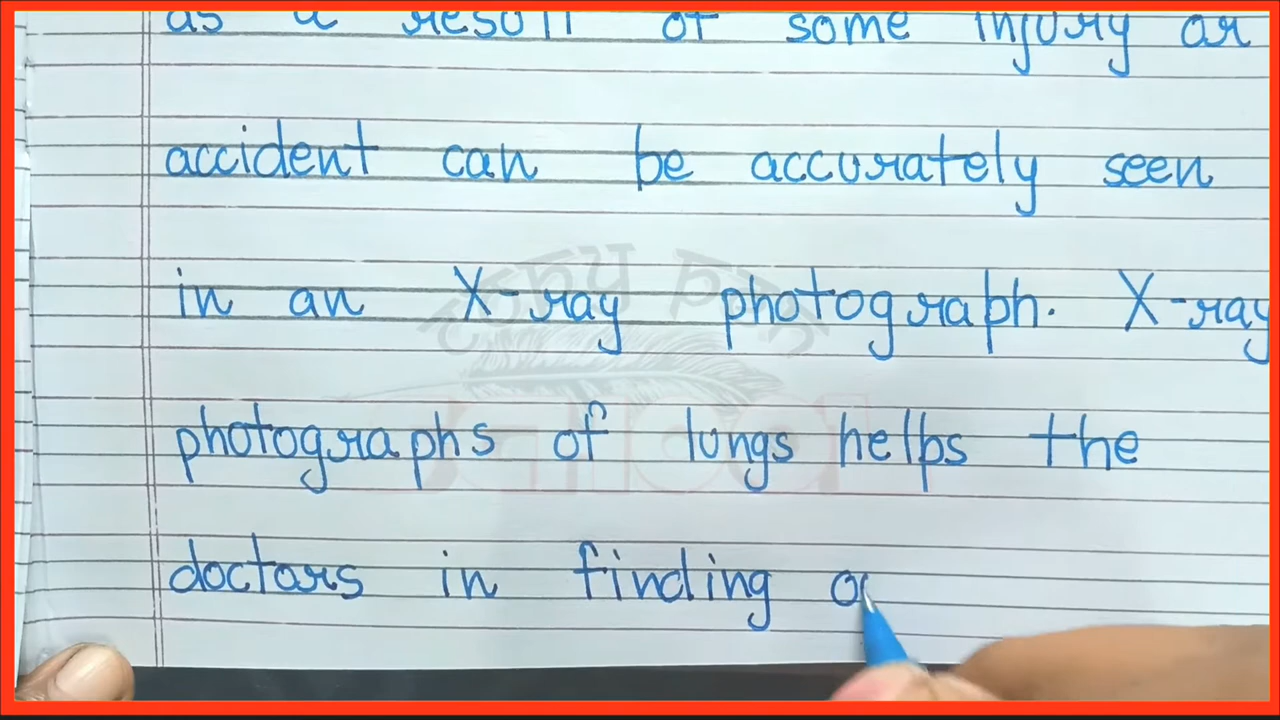 as a result of some injury or
accident can be accurately seen
in an X-ray photograph. X-ray
photographs of lungs helps the
doctors in finding o